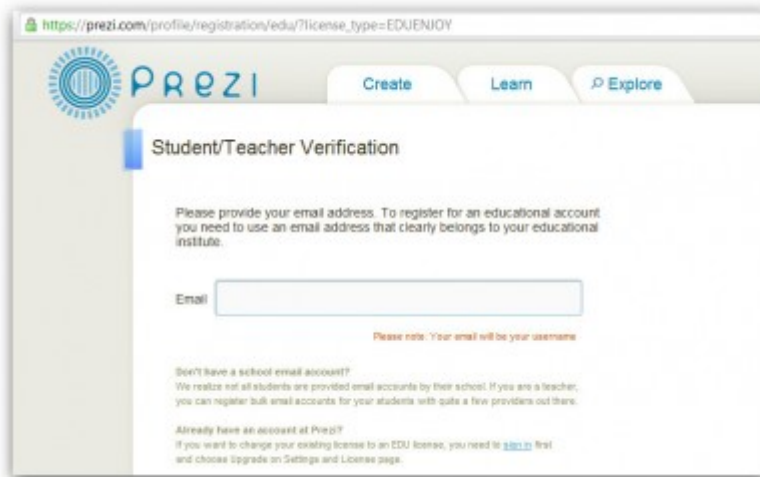 https://prezi.com/profile/registration/edu/?license_type=EDUENJOY
PReZI
Create Learn Explore
Student/Teacher Verification
Please provide your email address. To register for an educational account
you need to use an email address that clearly belongs to your educational
institute.
Email
Please note: Your email will be your username
Don't have a school email account?
We realize not all students are provided email accounts by their school. If you are a teacher,
you can register bulk email accounts for your students with quite a few providers out there.
Already have an account at Prezi?
If you want to change your existing license to an EDU license, you need to sign in first
and choose Upgrade on Settings and License page.